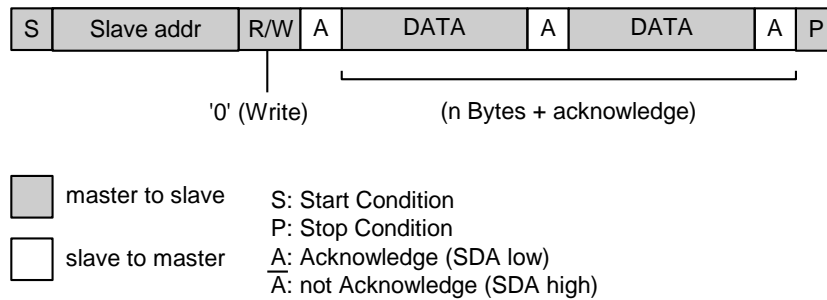 S Slave addr R/W A DATA A DATA A P
'0' (Write) (n Bytes + acknowledge)
master to slave
slave to master
S: Start Condition
P: Stop Condition
A: Acknowledge (SDA low)
A̅: not Acknowledge (SDA high)